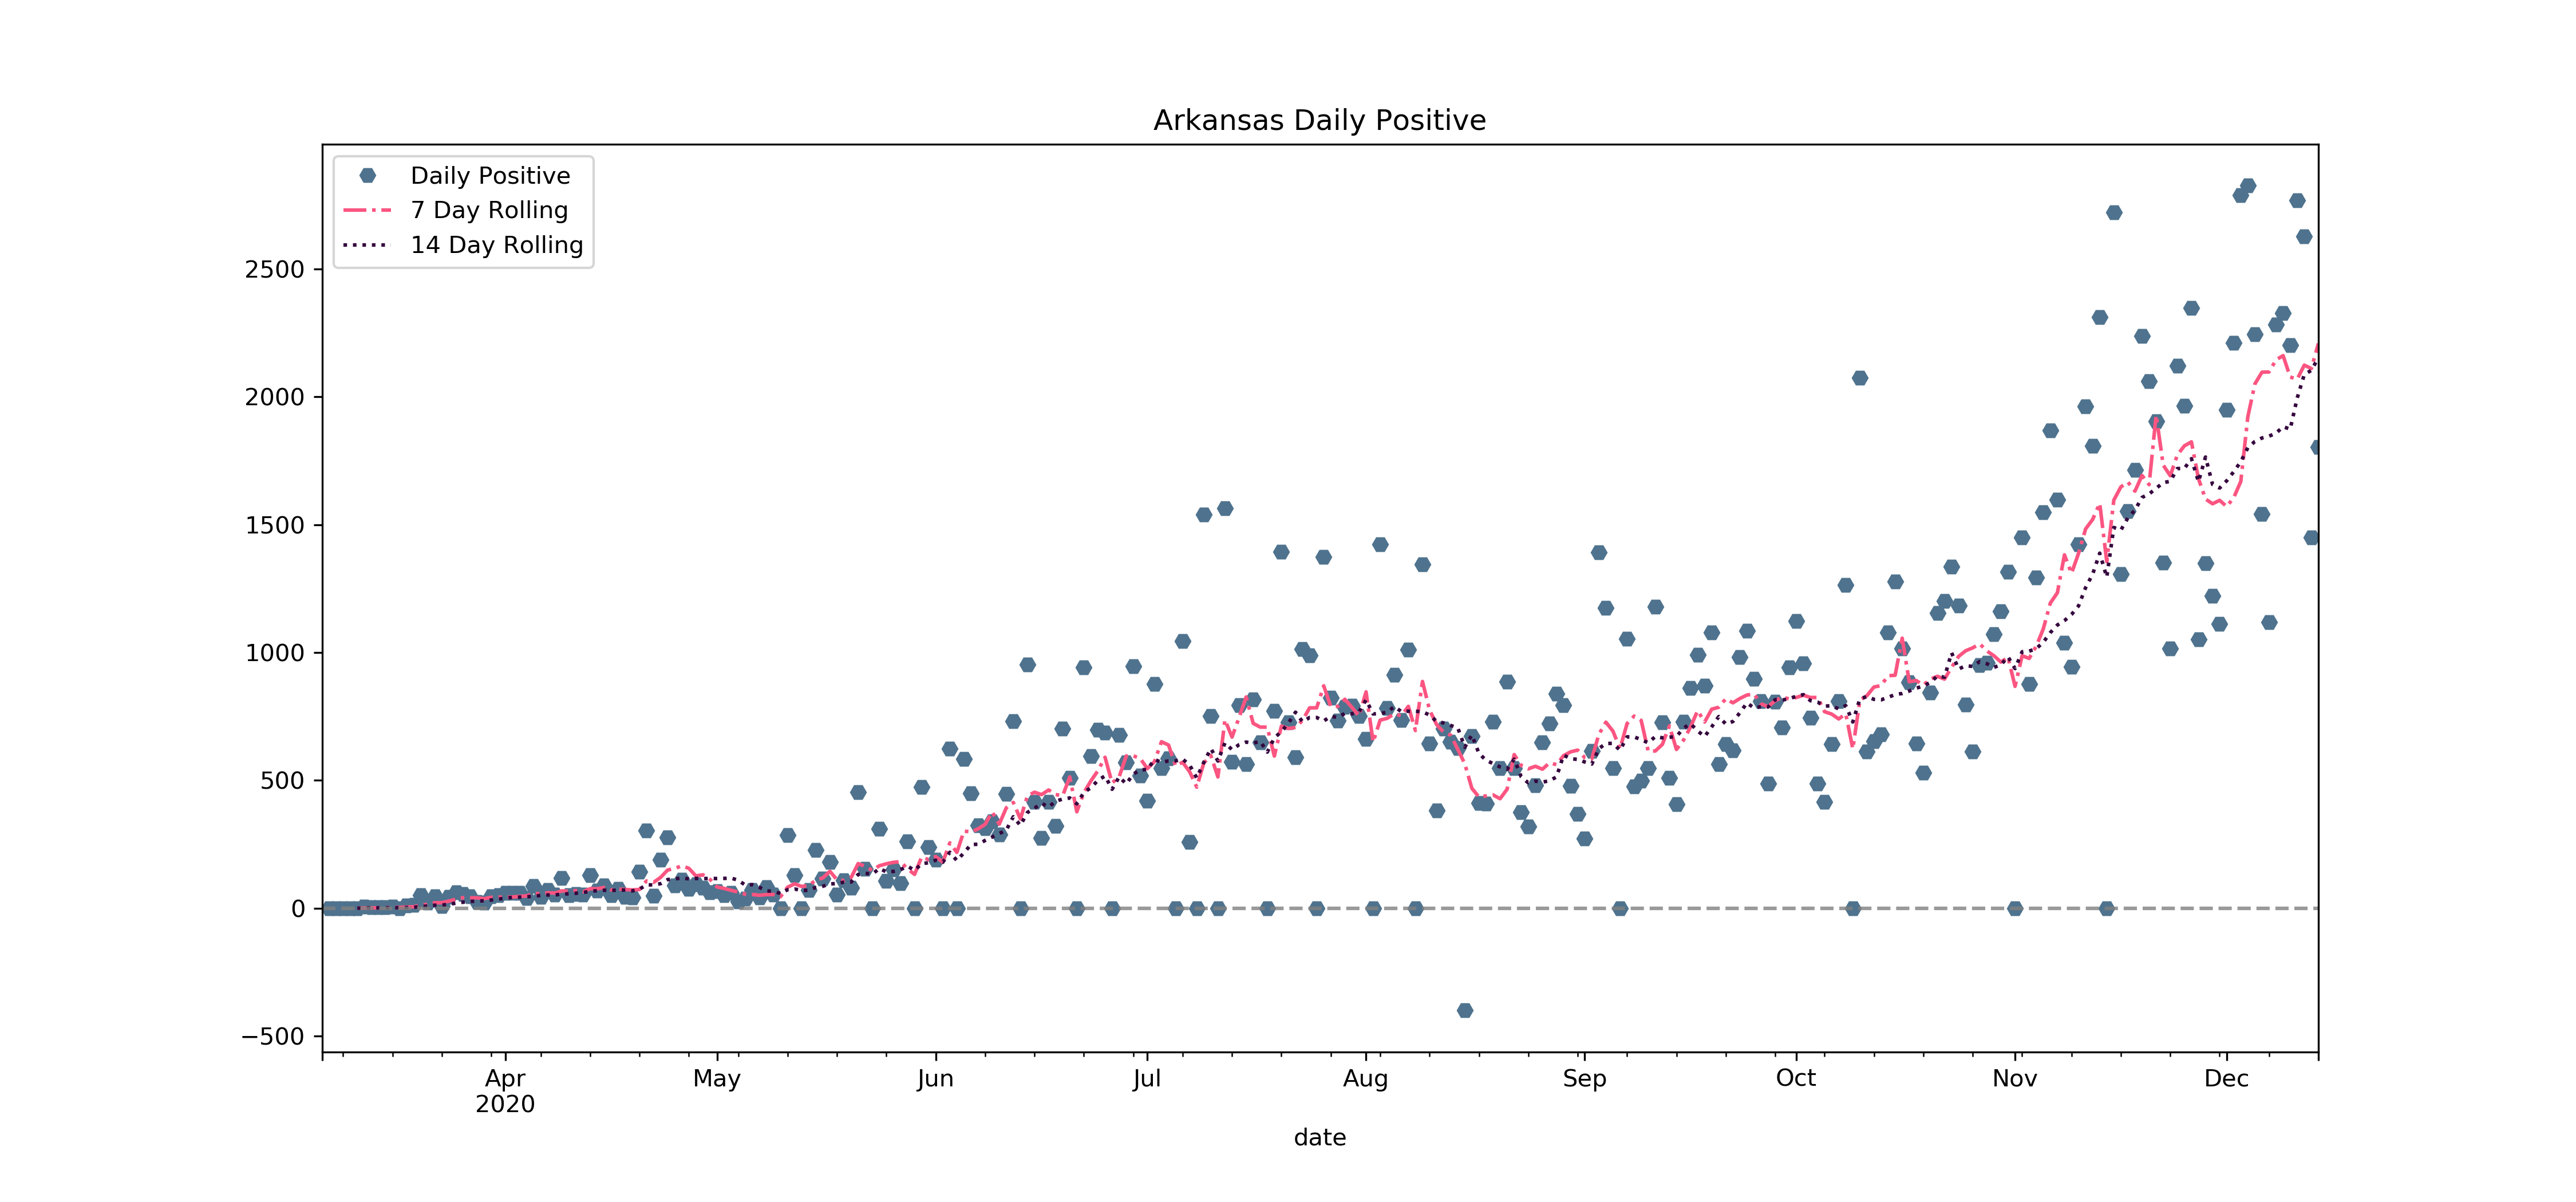 Arkansas Daily Positive
Daily Positive
7 Day Rolling
14 Day Rolling
2500
2000
1500
1000
500
0
−500
Apr May Jun Jul Aug Sep Oct Nov Dec
2020
date